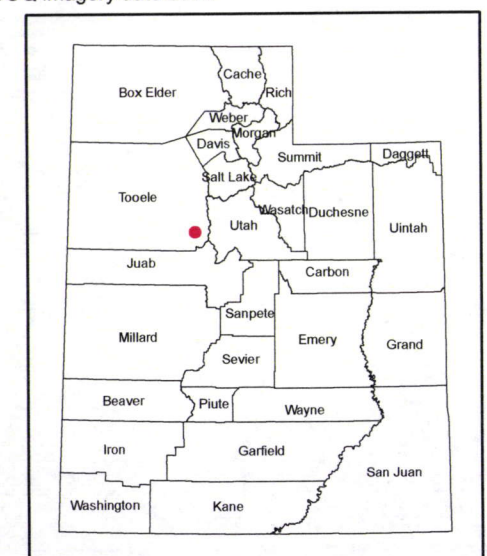 Cache
Box Elder
Rich
Weber
Morgan
Davis
Summit
Daggett
Salt Lake
Tooele
Wasatch
Duchesne
Utah
Uintah
Juab
Carbon
Sanpete
Millard
Emery
Grand
Sevier
Beaver
Piute
Wayne
Iron
Garfield
San Juan
Washington
Kane